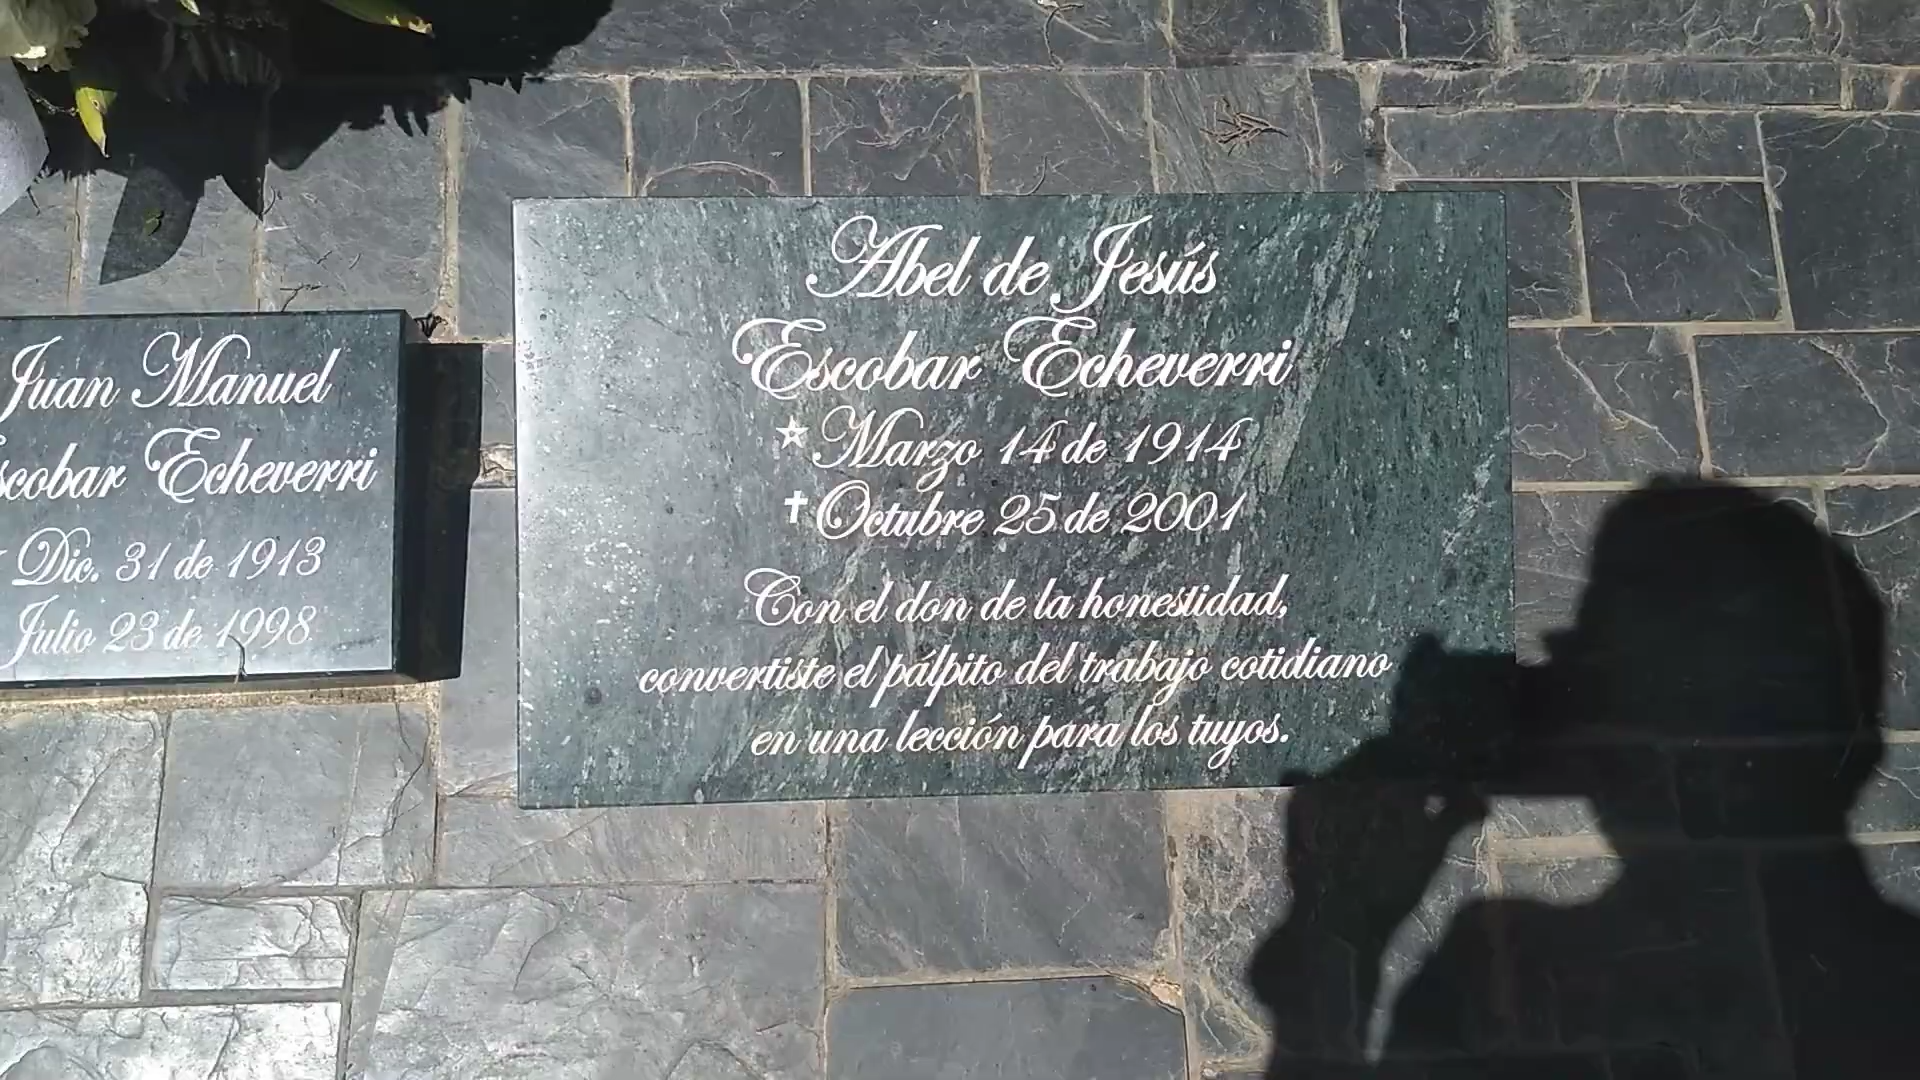 Juan Manuel
Escobar Echeverri
Dic. 31 de 1913
Julio 23 de 1998
Abel de Jesús
Escobar Echeverri
Marzo 14 de 1914
Octubre 25 de 2001
Con el don de la honestidad,
convertiste el pálpito del trabajo cotidiano
en una lección para los tuyos.